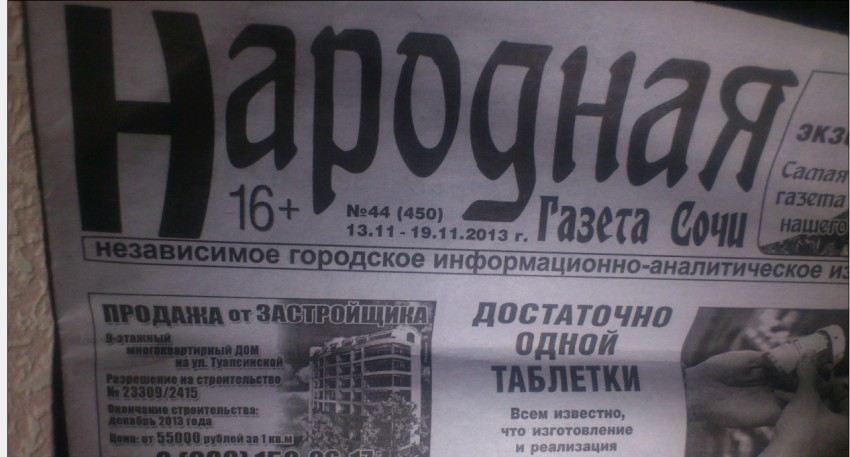 Народная
16+
№44 (450)
13.11 - 19.11.2013 г.
Газета Сочи
экз
Самая
газета
нашего
независимое городское информационно-аналитическое из
ПРОДАЖА от ЗАСТРОЙЩИКА
9-этажный
многоквартирный ДОМ
на ул. Туапсинской
Разрешение на строительство
№ 23309/2415
Окончание строительства:
декабрь 2013 года
Цена: от 55000 рублей за 1 кв.м
ДОСТАТОЧНО
ОДНОЙ
ТАБЛЕТКИ
Всем известно,
что изготовление
и реализация